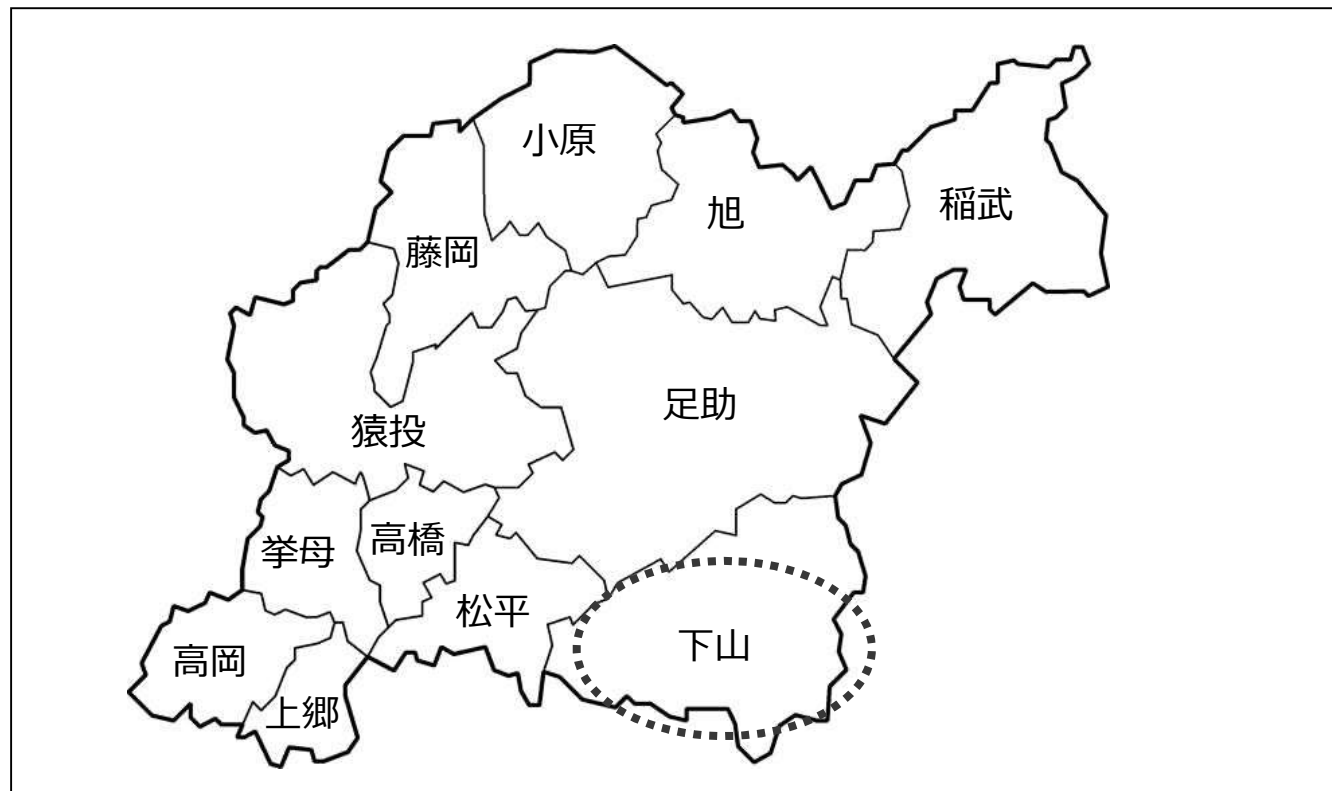 小原
旭
稲武
藤岡
足助
猿投
挙母
高橋
松平
下山
高岡
上郷